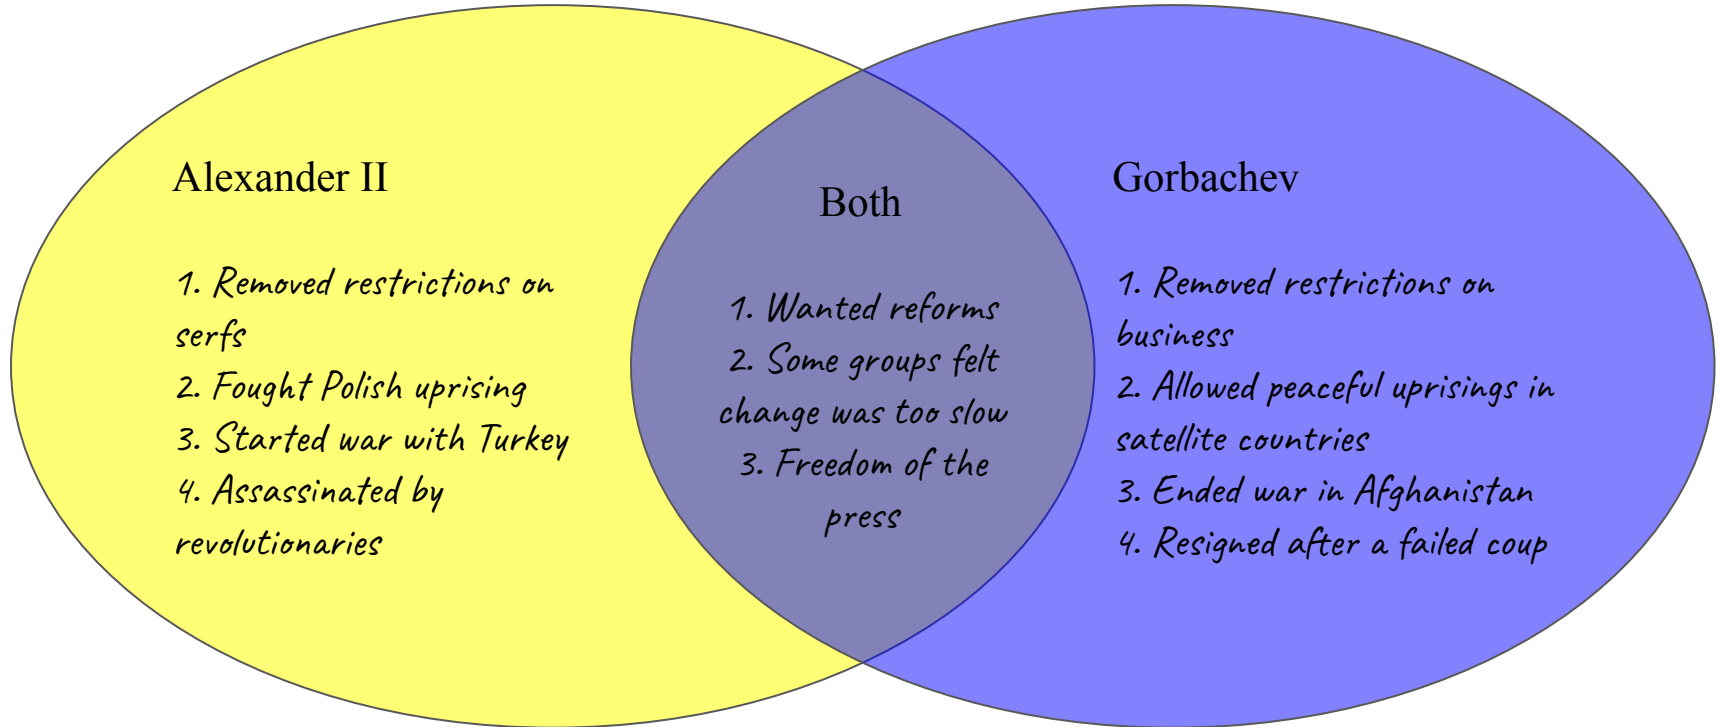 Alexander II
1. Removed restrictions on
serfs
2. Fought Polish uprising
3. Started war with Turkey
4. Assassinated by
revolutionaries
Both
1. Wanted reforms
2. Some groups felt
change was too slow
3. Freedom of the
press
Gorbachev
1. Removed restrictions on
business
2. Allowed peaceful uprisings in
satellite countries
3. Ended war in Afghanistan
4. Resigned after a failed coup